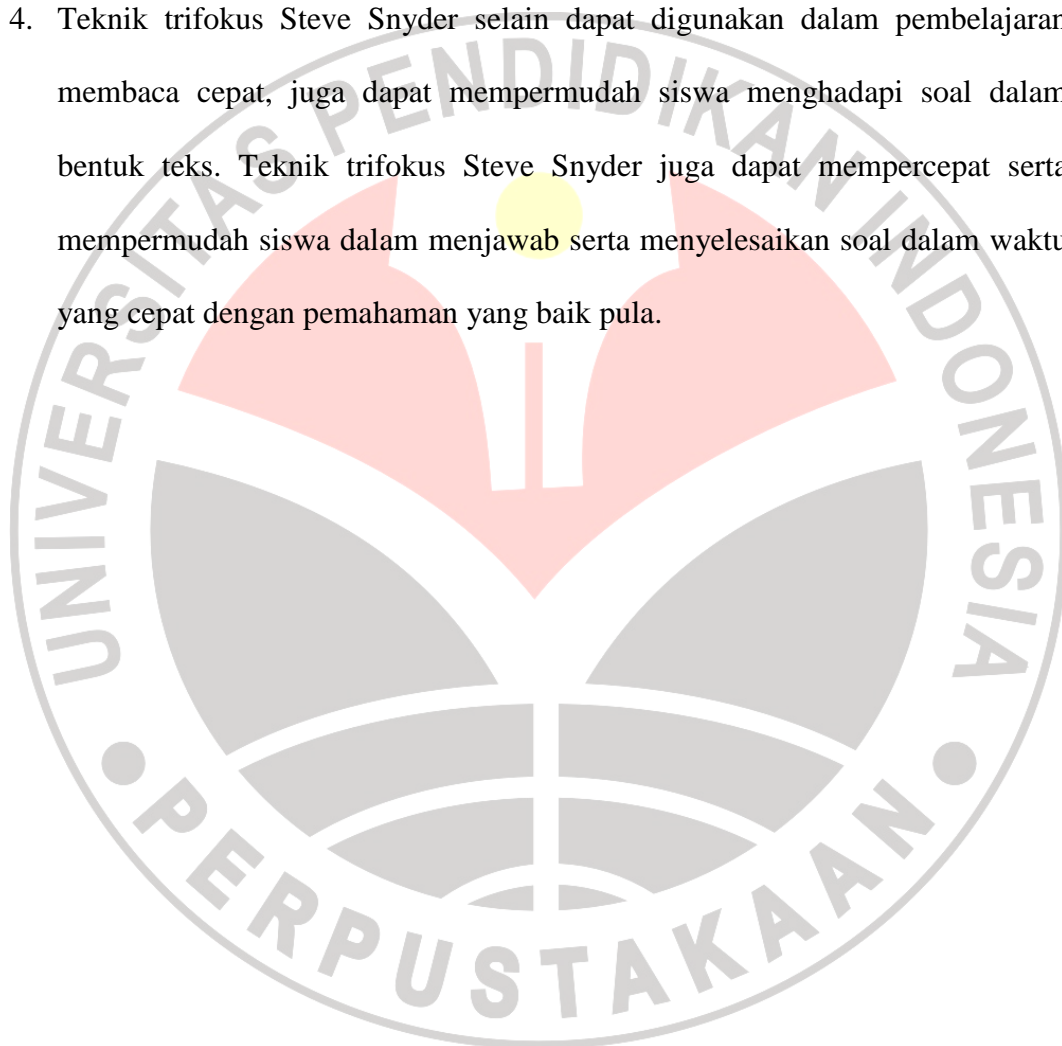 4. Teknik trifokus Steve Snyder selain dapat digunakan dalam pembelajaran
membaca cepat, juga dapat mempermudah siswa menghadapi soal dalam
bentuk teks. Teknik trifokus Steve Snyder juga dapat mempercepat serta
mempermudah siswa dalam menjawab serta menyelesaikan soal dalam waktu
yang cepat dengan pemahaman yang baik pula.
UNIVERSITAS PENDIDIKAN INDONESIA
PERPUSTAKAAN